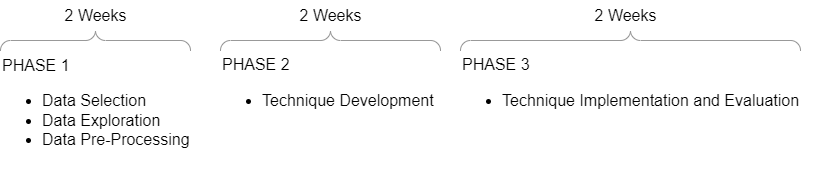 2 Weeks
2 Weeks
2 Weeks
PHASE 1
PHASE 2
PHASE 3
• Data Selection
• Data Exploration
• Data Pre-Processing
• Technique Development
• Technique Implementation and Evaluation